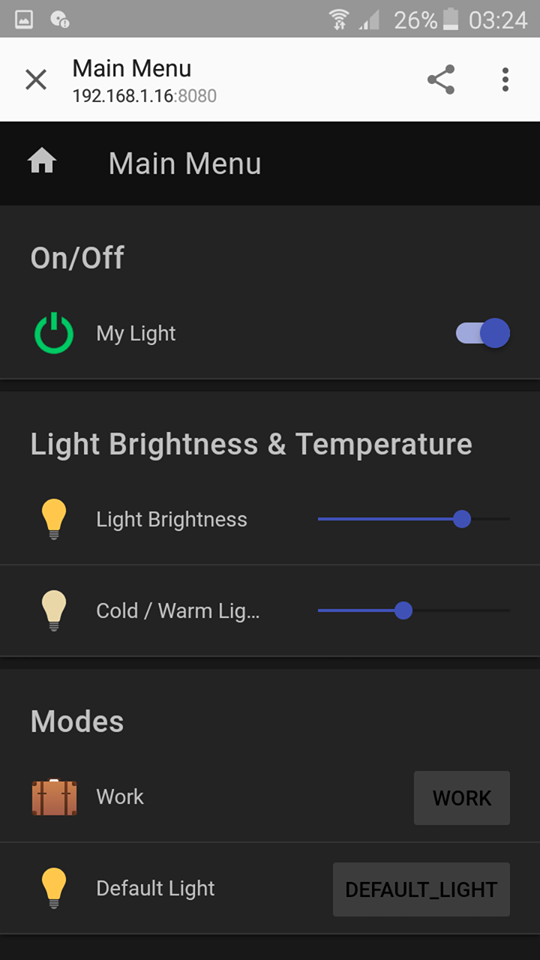 26% 03:24
Main Menu
192.168.1.16:8080
Main Menu
On/Off
My Light
Light Brightness & Temperature
Light Brightness
Cold / Warm Lig...
Modes
Work WORK
Default Light DEFAULT_LIGHT